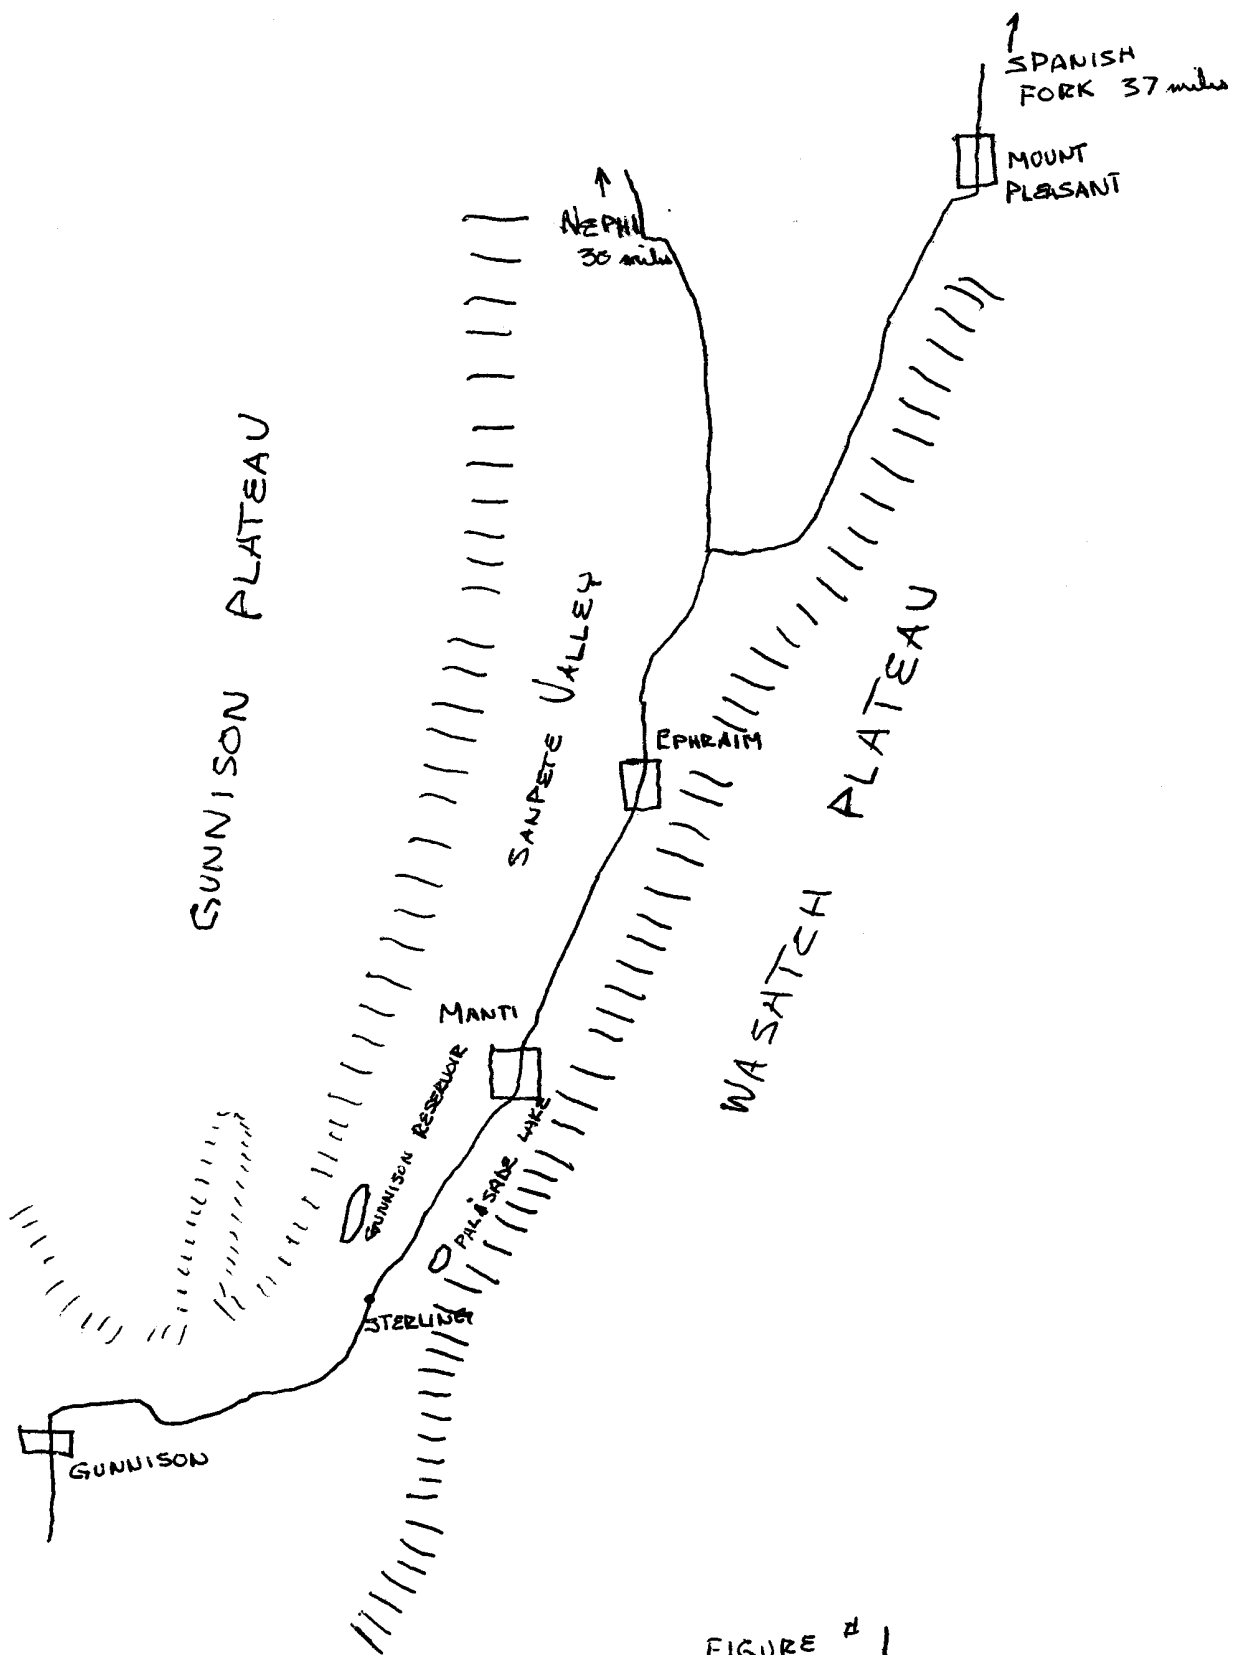 SPANISH
FORK 37 miles
MOUNT
PLEASANT
NEPHI
30 miles
GUNNISON PLATEAU
SANPETE VALLEY
EPHRAIM
WASATCH PLATEAU
MANTI
GUNNISON RESERVOIR
PALASADE LAKE
STERLING
GUNNISON
FIGURE # 1